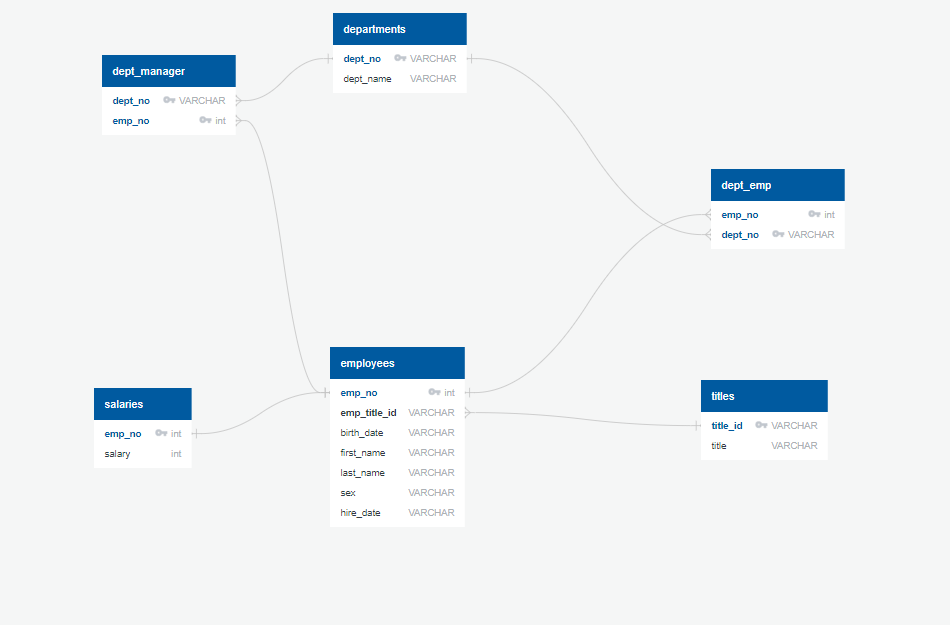 departments
dept_no VARCHAR
dept_name VARCHAR
dept_manager
dept_no VARCHAR
emp_no int
dept_emp
emp_no int
dept_no VARCHAR
employees
emp_no int
emp_title_id VARCHAR
birth_date VARCHAR
first_name VARCHAR
last_name VARCHAR
sex VARCHAR
hire_date VARCHAR
salaries
emp_no int
salary int
titles
title_id VARCHAR
title VARCHAR